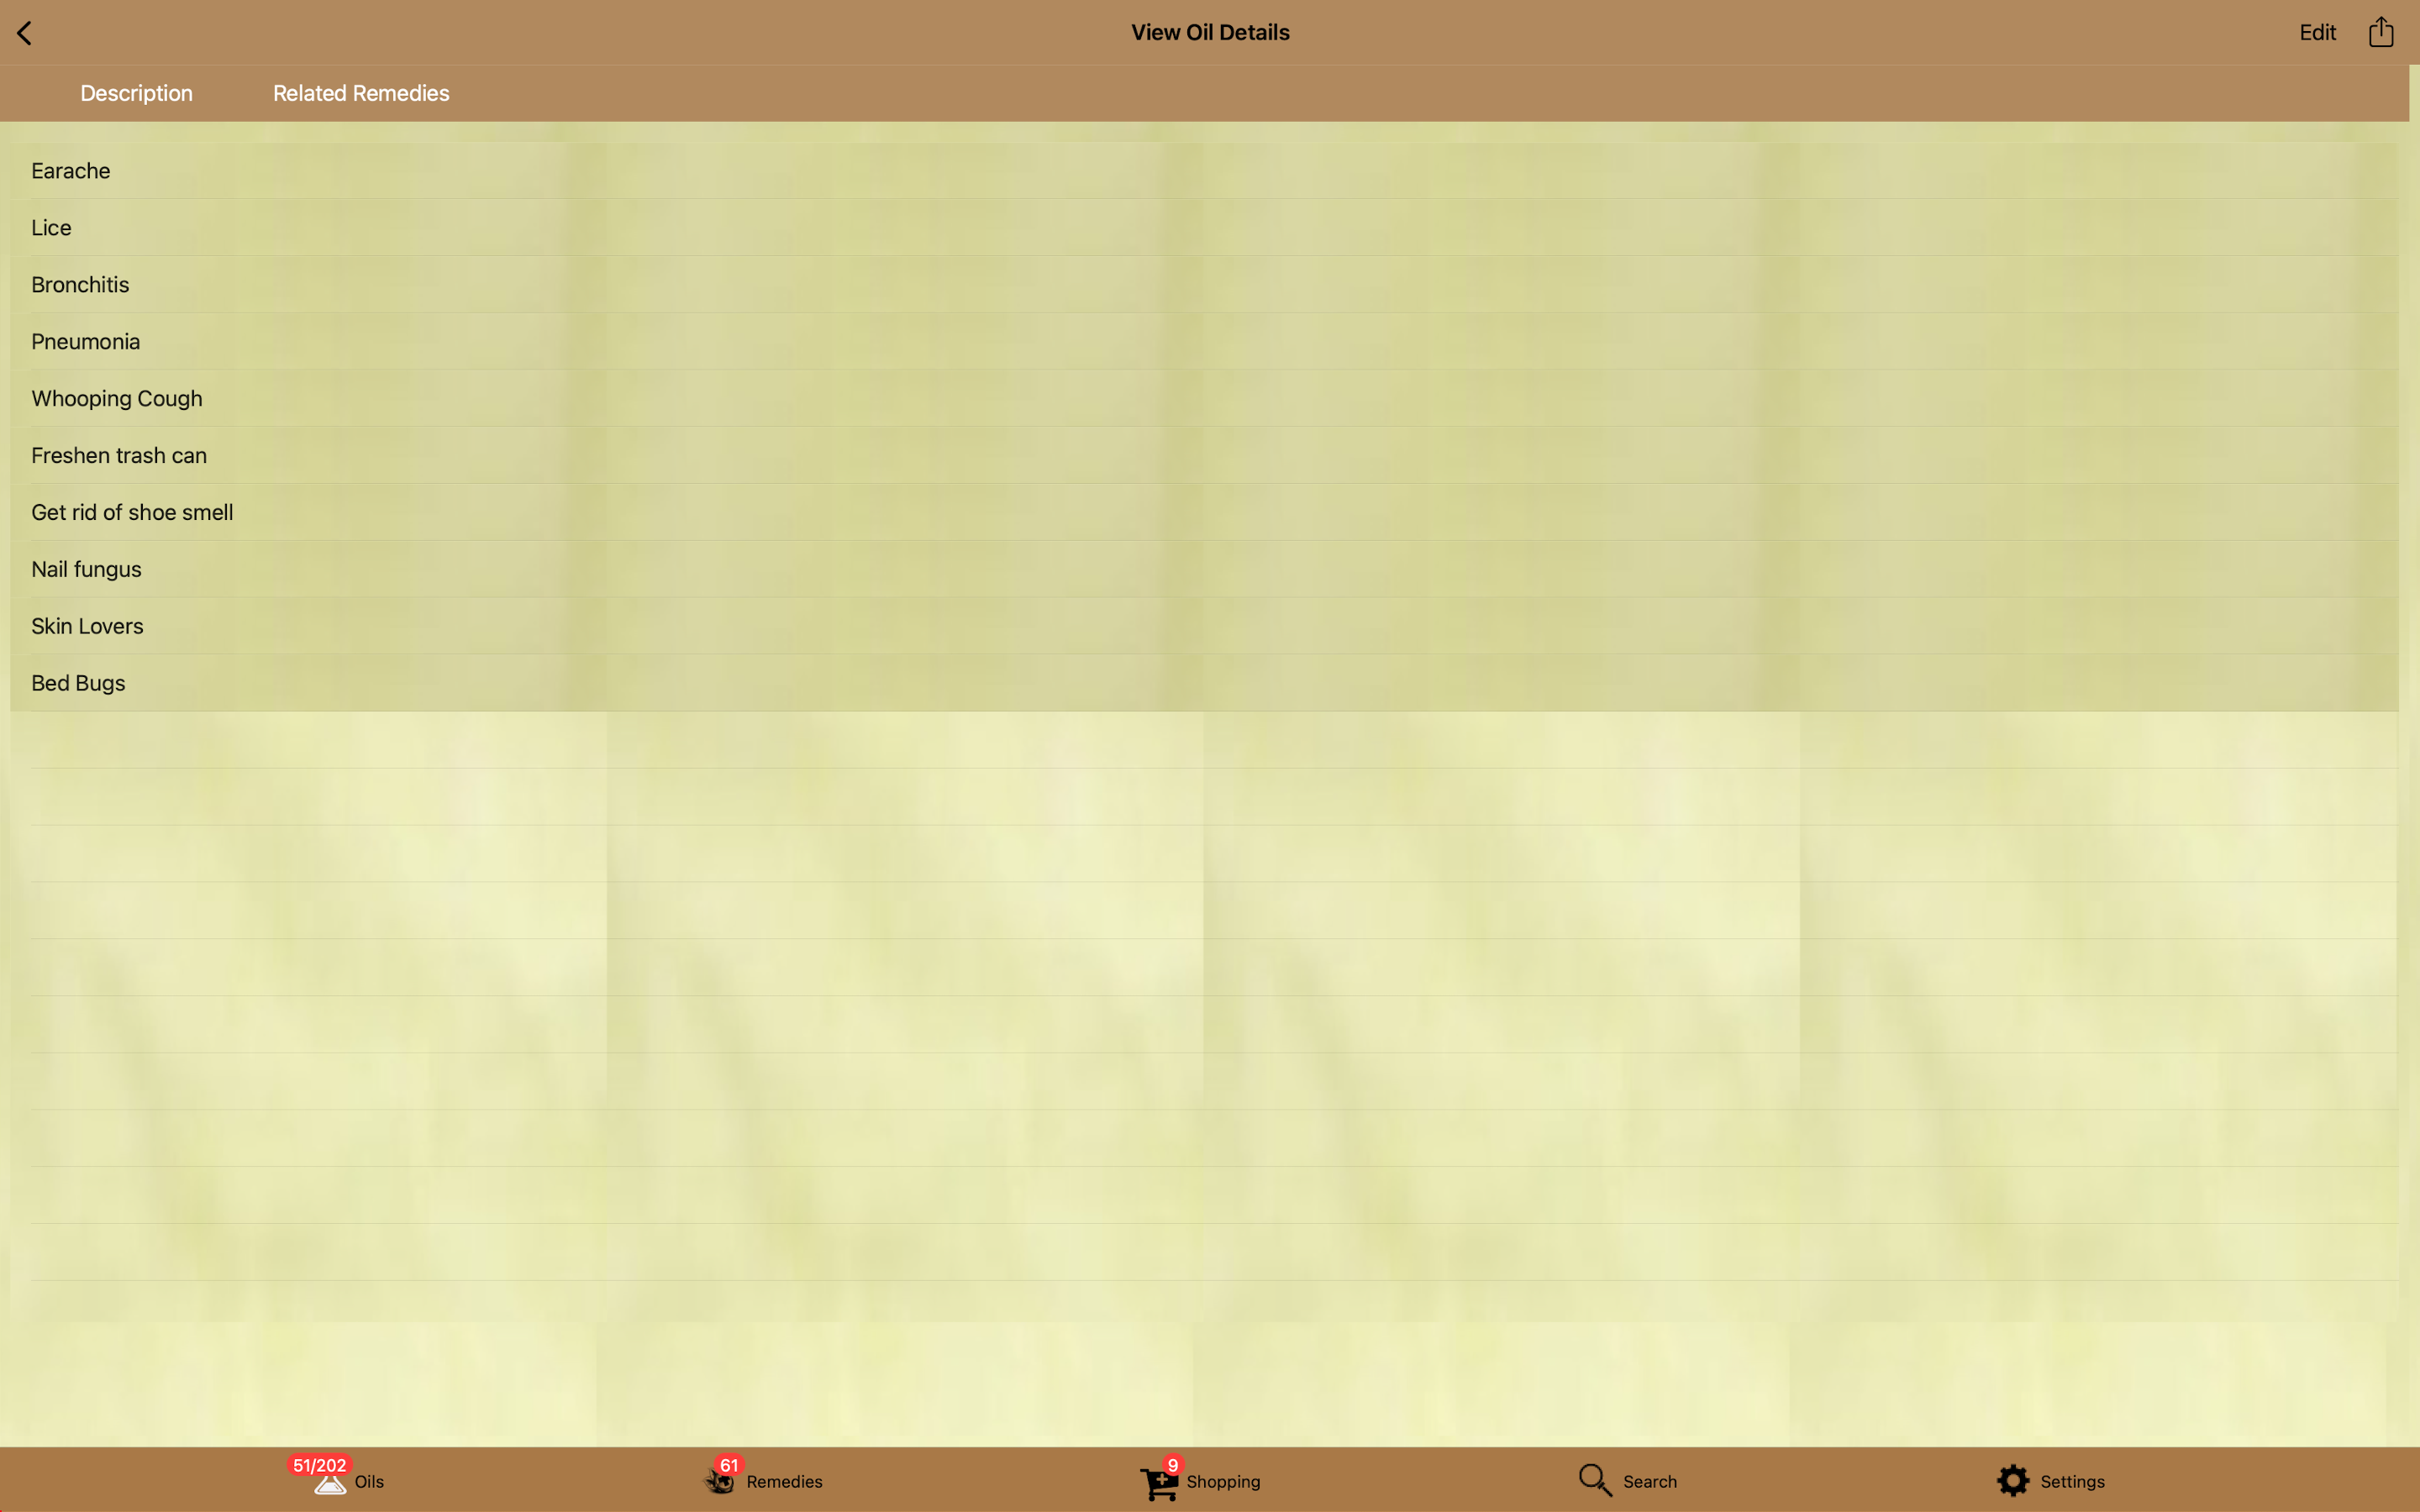 View Oil Details
Edit
Description Related Remedies
Earache
Lice
Bronchitis
Pneumonia
Whooping Cough
Freshen trash can
Get rid of shoe smell
Nail fungus
Skin Lovers
Bed Bugs
51/202 Oils
61 Remedies
9 Shopping
Search
Settings